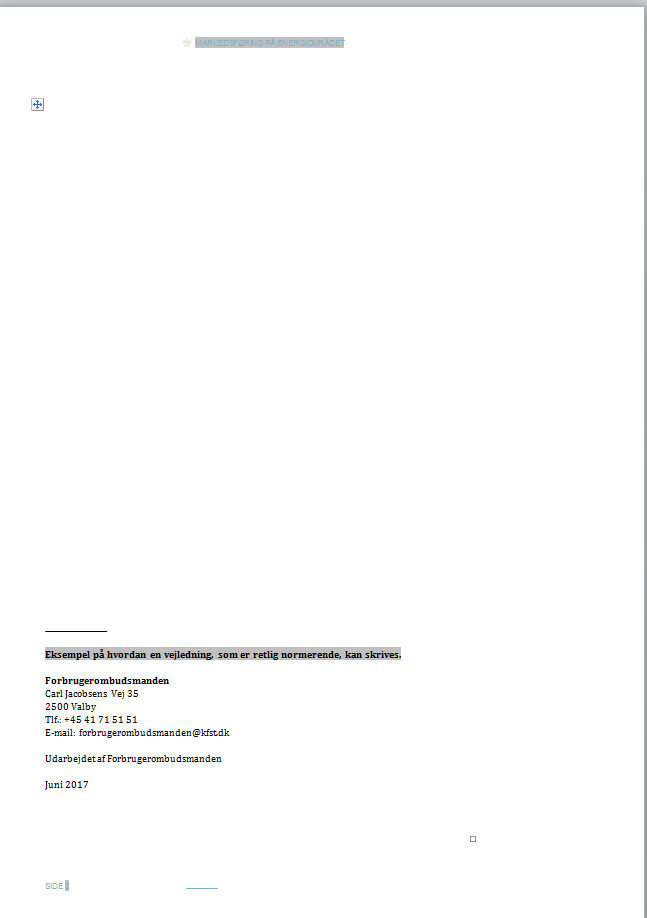 MARKEDSFØRING PÅ ENERGIOMRÅDET
Eksempel på hvordan en vejledning, som er retlig normerende, kan skrives.
Forbrugerombudsmanden
Carl Jacobsens Vej 35
2500 Valby
Tlf.: +45 41 71 51 51
E-mail: forbrugerombudsmanden@kfst.dk
Udarbejdet af Forbrugerombudsmanden
Juni 2017
SIDE